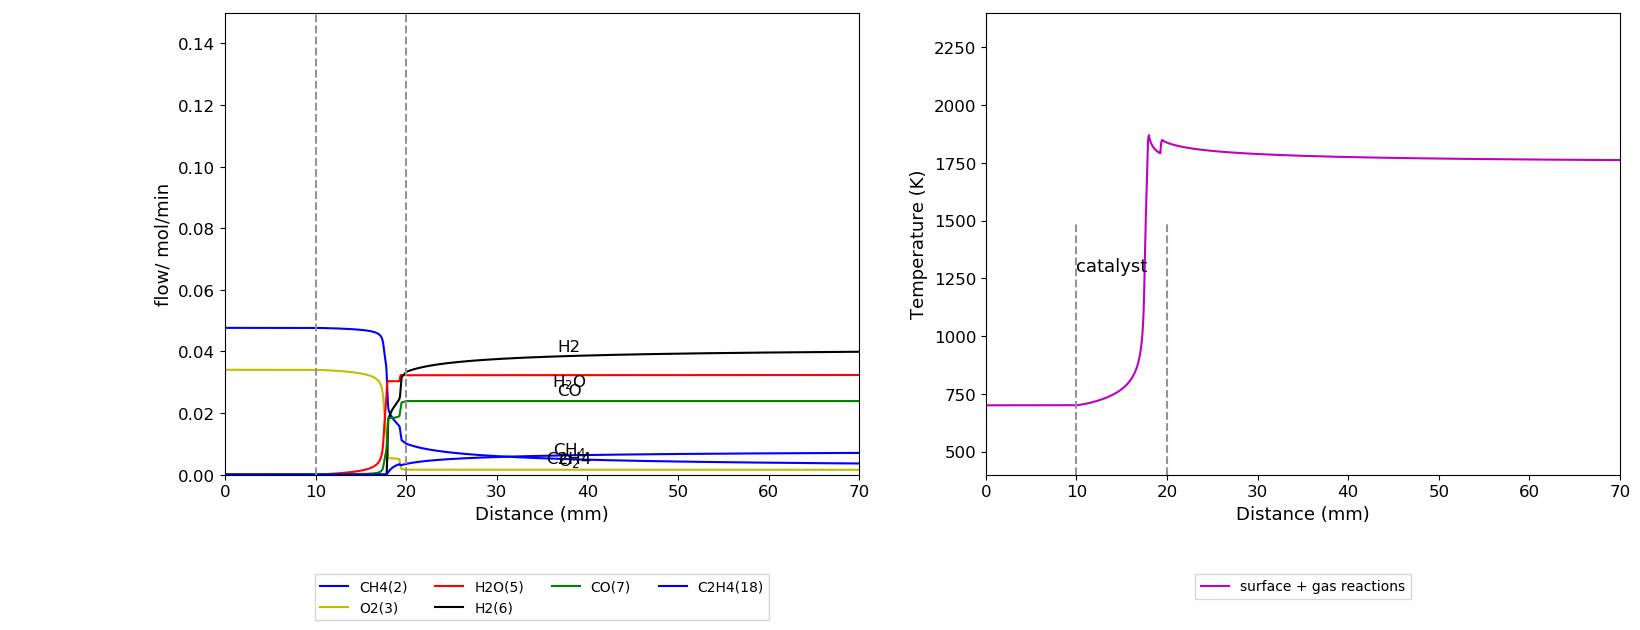 0.14
0.12
0.10
0.08
0.06
0.04
0.02
0.00
flow/ mol/min
H2
H₂O
CO
CH₄
C2H4
O₂
0 10 20 30 40 50 60 70
Distance (mm)
CH4(2) H2O(5) CO(7) C2H4(18)
O2(3) H2(6)
2250
2000
1750
1500
1250
1000
750
500
Temperature (K)
catalyst
0 10 20 30 40 50 60 70
Distance (mm)
surface + gas reactions